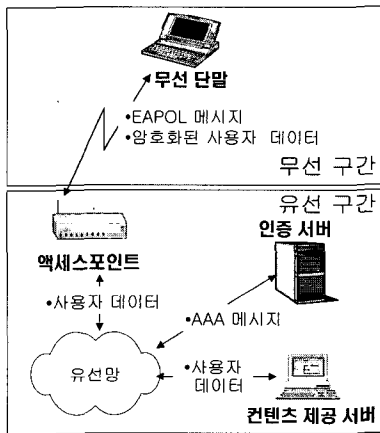 무선 단말
•EAPOL 메시지
•암호화된 사용자 데이터
무선 구간
유선 구간
인증 서버
액세스포인트
•사용자 데이터
•AAA 메시지
유선망
•사용자
데이터
컨텐츠 제공 서버